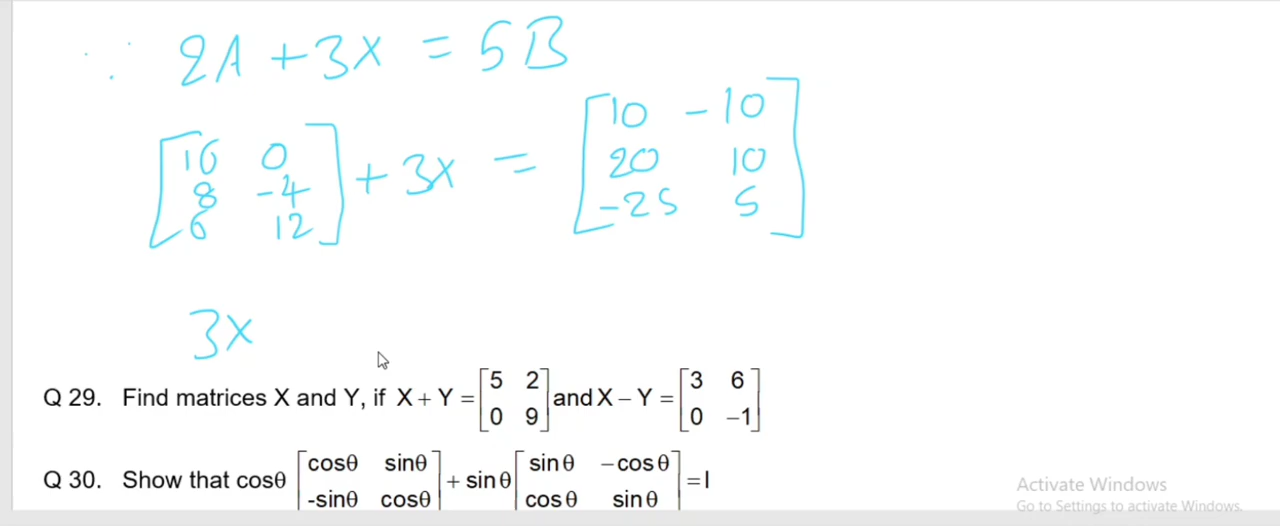 ∵ 2A + 3X = 5B
[16 0
8 -4
6 12] + 3X = [10 -10
20 10
-25 5]
3X
Q 29. Find matrices X and Y, if X + Y = [5 2
0 9] and X – Y = [3 6
0 –1]
Q 30. Show that cosθ [cosθ sinθ
-sinθ cosθ] + sinθ [sinθ –cosθ
cosθ sinθ] = I
Activate Windows
Go to Settings to activate Windows.